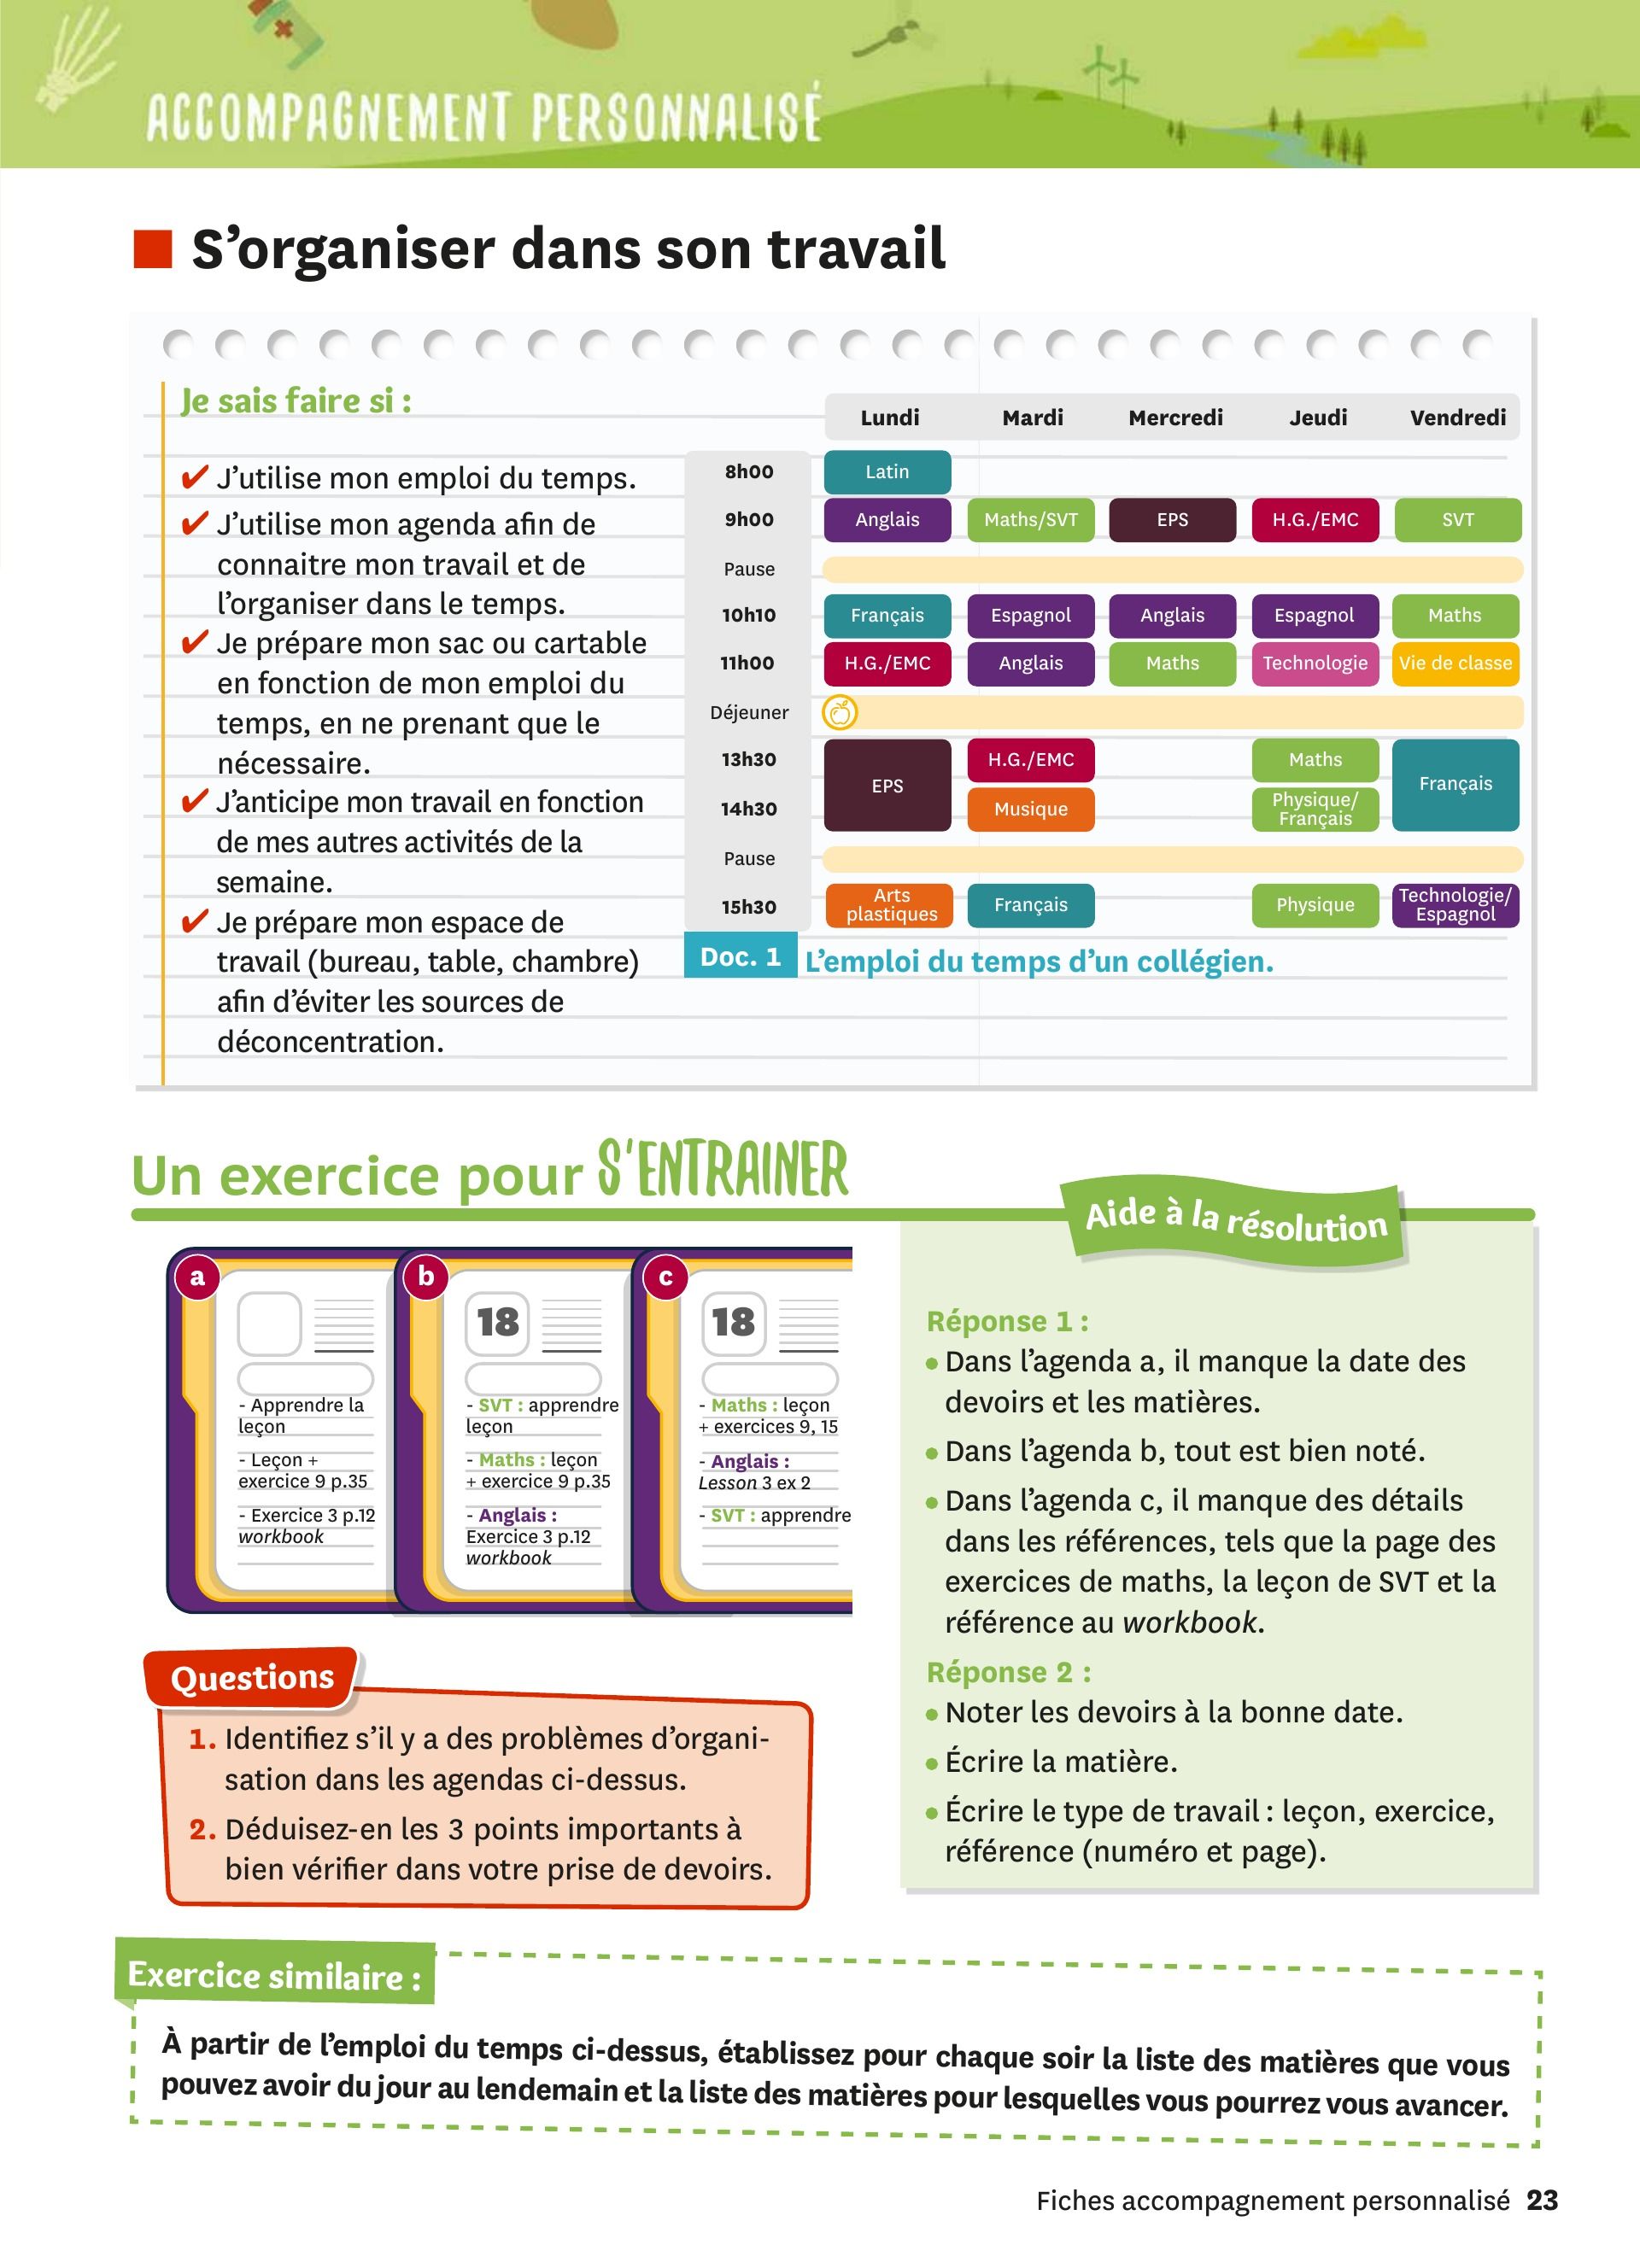 ACCOMPAGNEMENT PERSONNALISÉ
S’organiser dans son travail
Je sais faire si :
✔ J’utilise mon emploi du temps.
✔ J’utilise mon agenda afin de
connaitre mon travail et de
l’organiser dans le temps.
✔ Je prépare mon sac ou cartable
en fonction de mon emploi du
temps, en ne prenant que le
nécessaire.
✔ J’anticipe mon travail en fonction
de mes autres activités de la
semaine.
✔ Je prépare mon espace de
travail (bureau, table, chambre)
afin d’éviter les sources de
déconcentration.
Lundi Mardi Mercredi Jeudi Vendredi
8h00 Latin
9h00 Anglais Maths/SVT EPS H.G./EMC SVT
Pause
10h10 Français Espagnol Anglais Espagnol Maths
11h00 H.G./EMC Anglais Maths Technologie Vie de classe
Déjeuner
13h30 EPS H.G./EMC Maths Français
14h30 Musique Physique/
Français
Pause
15h30 Arts
plastiques Français Physique Technologie/
Espagnol
Doc. 1 L’emploi du temps d’un collégien.
Un exercice pour S’ENTRAINER
a
- Apprendre la
leçon
- Leçon +
exercice 9 p.35
- Exercice 3 p.12
workbook
b
18
- SVT : apprendre
leçon
- Maths : leçon
+ exercice 9 p.35
- Anglais :
Exercice 3 p.12
workbook
c
18
- Maths : leçon
+ exercices 9, 15
- Anglais :
Lesson 3 ex 2
- SVT : apprendre
Questions
1. Identifiez s’il y a des problèmes d’organi-
sation dans les agendas ci-dessus.
2. Déduisez-en les 3 points importants à
bien vérifier dans votre prise de devoirs.
Aide à la résolution
Réponse 1 :
• Dans l’agenda a, il manque la date des
devoirs et les matières.
• Dans l’agenda b, tout est bien noté.
• Dans l’agenda c, il manque des détails
dans les références, tels que la page des
exercices de maths, la leçon de SVT et la
référence au workbook.
Réponse 2 :
• Noter les devoirs à la bonne date.
• Écrire la matière.
• Écrire le type de travail : leçon, exercice,
référence (numéro et page).
Exercice similaire :
À partir de l’emploi du temps ci-dessus, établissez pour chaque soir la liste des matières que vous
pouvez avoir du jour au lendemain et la liste des matières pour lesquelles vous pourrez vous avancer.
Fiches accompagnement personnalisé 23